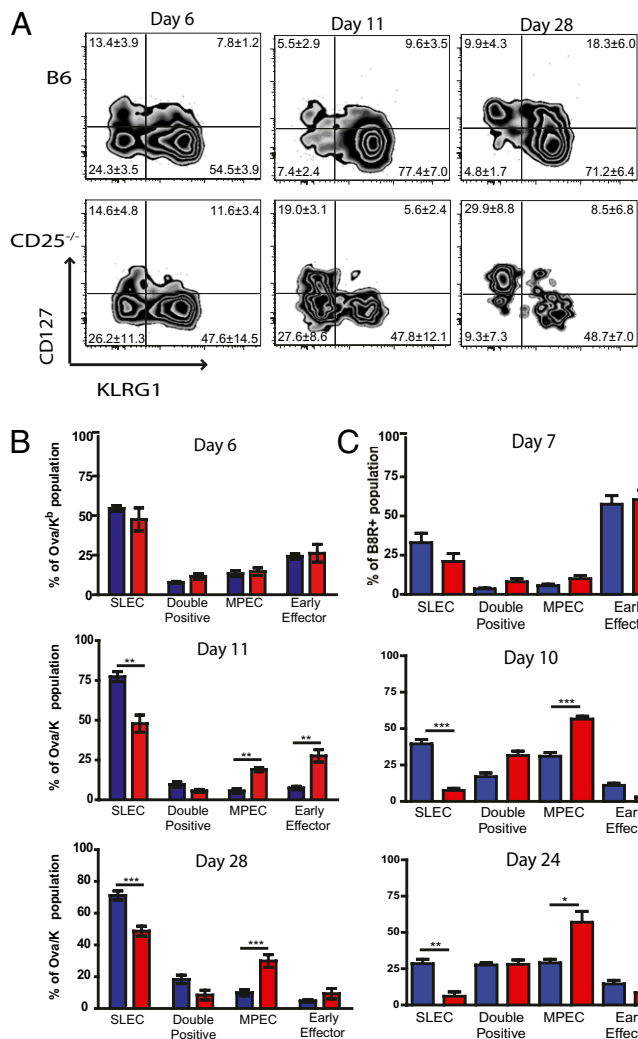 A
Day 6
Day 11
Day 28
B6
13.4±3.9 7.8±1.2
24.3±3.5 54.5±3.9
5.5±2.9 9.6±3.5
7.4±2.4 77.4±7.0
9.9±4.3 18.3±6.0
4.8±1.7 71.2±6.4
CD25-/-
14.6±4.8 11.6±3.4
26.2±11.3 47.6±14.5
19.0±3.1 5.6±2.4
27.6±8.6 47.8±12.1
29.9±8.8 8.5±6.8
9.3±7.3 48.7±7.0
CD127
KLRG1
B
Day 6
% of Ova/Kb population
100
75
50
25
0
SLEC
Double Positive
MPEC
Early Effector
Day 11
% of Ova/K population
100
75
50
25
0
**
**
**
SLEC
Double Positive
MPEC
Early Effector
Day 28
% of Ova/K population
100
80
60
40
20
0
***
***
SLEC
Double Positive
MPEC
Early Effector
C
Day 7
% of B8R+ population
100
75
50
25
0
SLEC
Double Positive
MPEC
Early
Effector
Day 10
100
75
50
25
0
***
***
SLEC
Double Positive
MPEC
Day 24
100
75
50
25
0
**
*
SLEC
Double Positive
MPEC